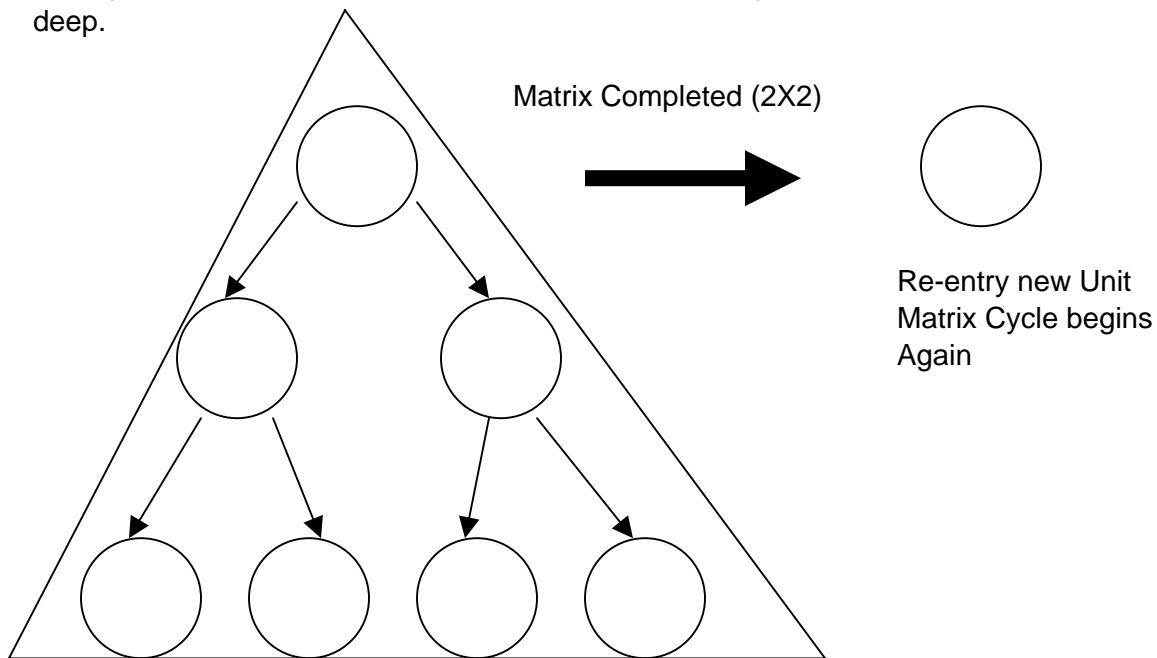 deep.
Matrix Completed (2X2)
Re-entry new Unit
Matrix Cycle begins
Again